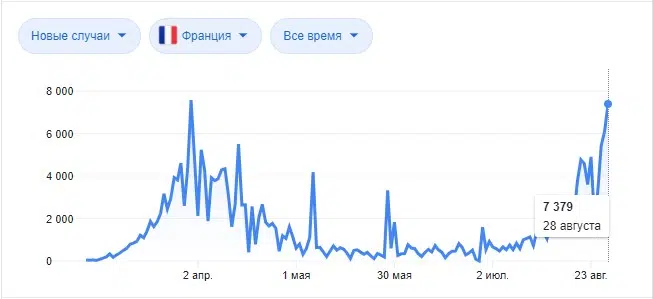 Новые случаи
Франция
Все время
8 000
6 000
4 000
2 000
0
7 379
28 августа
2 апр.
1 мая
30 мая
2 июл.
23 авг.